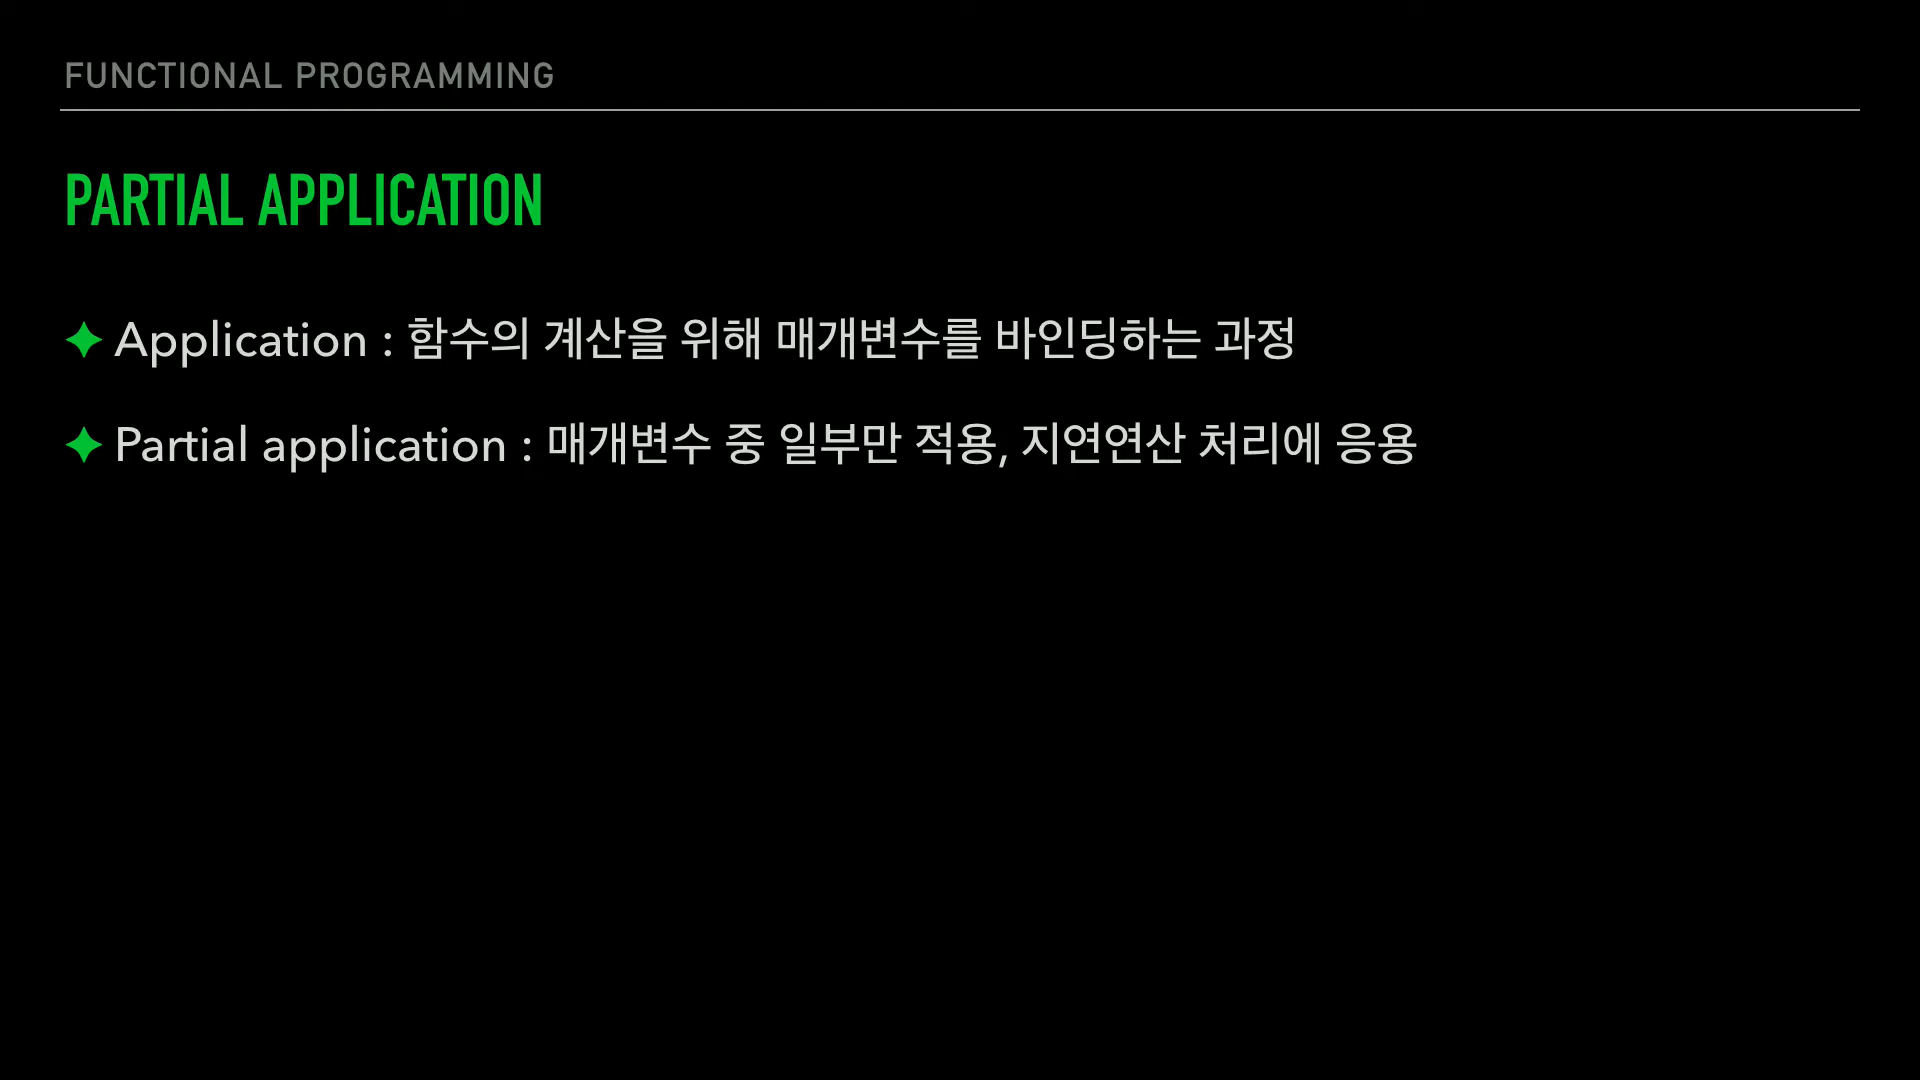 FUNCTIONAL PROGRAMMING
PARTIAL APPLICATION
✦ Application : 함수의 계산을 위해 매개변수를 바인딩하는 과정
✦ Partial application : 매개변수 중 일부만 적용, 지연연산 처리에 응용